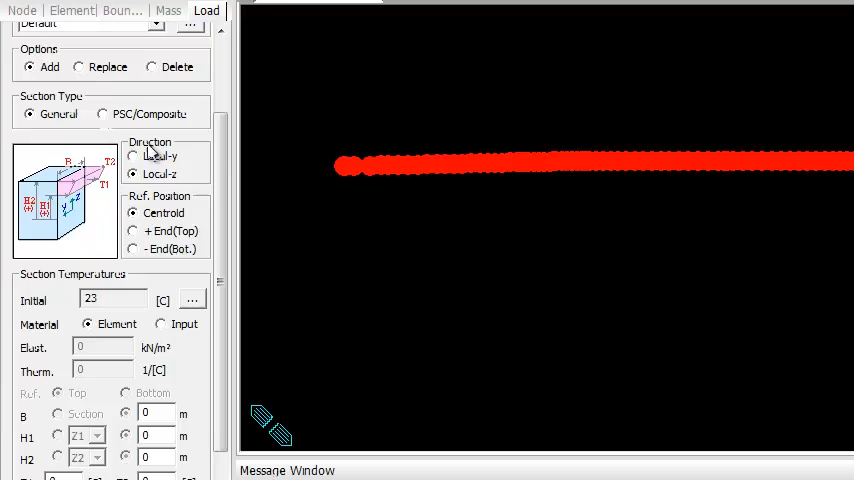 Node Element Boun... Mass Load
Default ...
Options
Add Replace Delete
Section Type
General PSC/Composite
Direction
Local-y
Local-z
B T2
T1
H2 (+) H1 (+)
y z
Ref. Position
Centroid
+ End(Top)
- End(Bot.)
Section Temperatures
Initial 23 [C] ...
Material Element Input
Elast. 0 kN/m²
Therm. 0 1/[C]
Ref. Top Bottom
B Section 0 m
H1 Z1 0 m
H2 Z2 0 m
Message Window